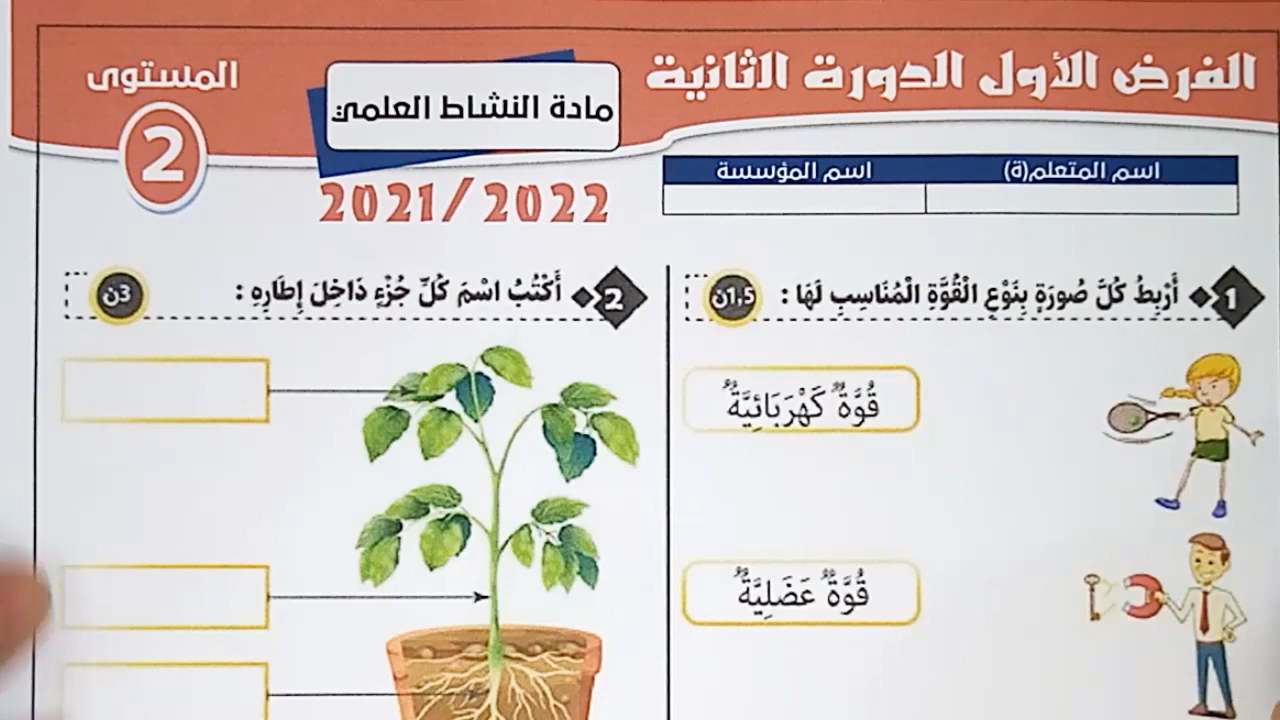 الفرض الأول الدورة الثانية
مادة النشاط العلمي
المستوى
2
2021/2022
اسم المتعلم(ة)
اسم المؤسسة
1 أَرْبِطُ كُلَّ صُورَةٍ بِنَوْعِ الْقُوَّةِ الْمُنَاسِبِ لَهَا : 1,5ن
قُوَّةٌ كَهْرَبَائِيَّةٌ
قُوَّةٌ عَضَلِيَّةٌ
2 أَكْتُبُ اسْمَ كُلِّ جُزْءٍ دَاخِلَ إِطَارِهِ : 3ن